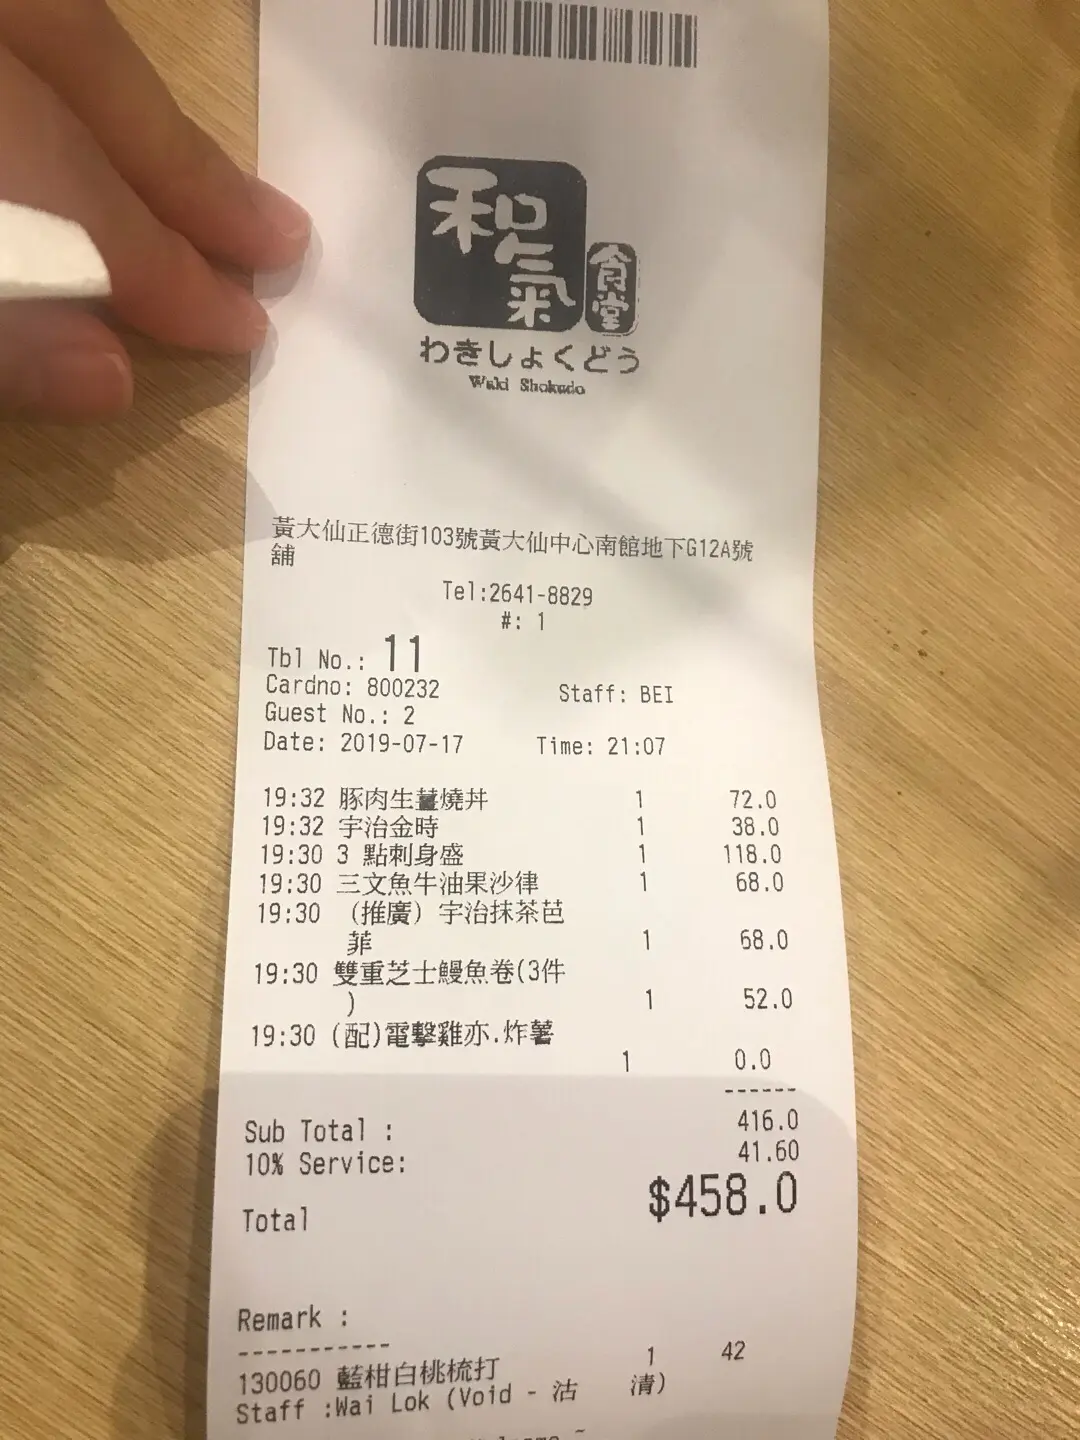 和氣
食堂
わきしょくどう
Waki Shokudo
黃大仙正德街103號黃大仙中心南館地下G12A號
舖
Tel:2641-8829
#: 1
Tbl No.: 11
Cardno: 800232 Staff: BEI
Guest No.: 2
Date: 2019-07-17 Time: 21:07
19:32 豚肉生薑燒丼 1 72.0
19:32 宇治金時 1 38.0
19:30 3 點刺身盛 1 118.0
19:30 三文魚牛油果沙律 1 68.0
19:30 (推廣) 宇治抹茶芭
菲 1 68.0
19:30 雙重芝士鰻魚卷(3件
) 1 52.0
19:30 (配)電擊雞亦.炸薯
1 0.0
------
Sub Total : 416.0
10% Service: 41.60
Total $458.0
Remark :
-----------
130060 藍柑白桃梳打 1 42
Staff :Wai Lok (Void - 沽 清)